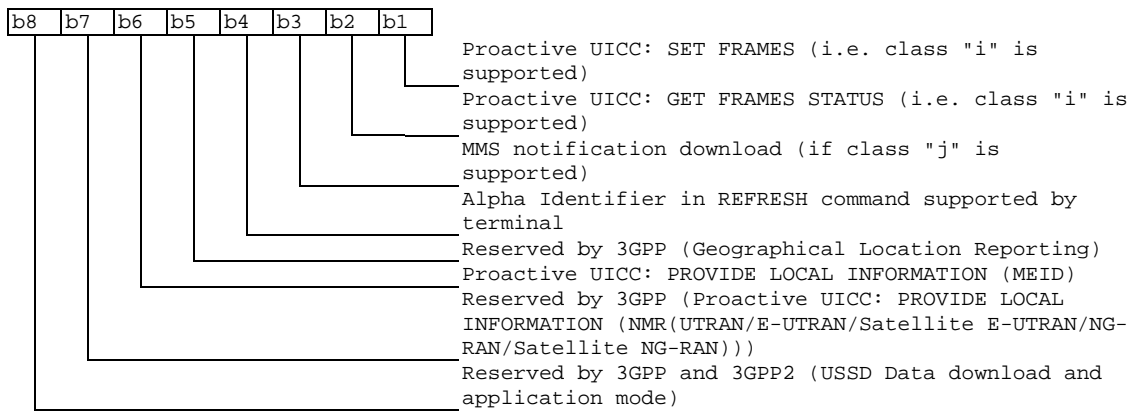 b8 b7 b6 b5 b4 b3 b2 b1
Proactive UICC: SET FRAMES (i.e. class "i" is
supported)
Proactive UICC: GET FRAMES STATUS (i.e. class "i" is
supported)
MMS notification download (if class "j" is
supported)
Alpha Identifier in REFRESH command supported by
terminal
Reserved by 3GPP (Geographical Location Reporting)
Proactive UICC: PROVIDE LOCAL INFORMATION (MEID)
Reserved by 3GPP (Proactive UICC: PROVIDE LOCAL
INFORMATION (NMR(UTRAN/E-UTRAN/Satellite E-UTRAN/NG-
RAN/Satellite NG-RAN)))
Reserved by 3GPP and 3GPP2 (USSD Data download and
application mode)